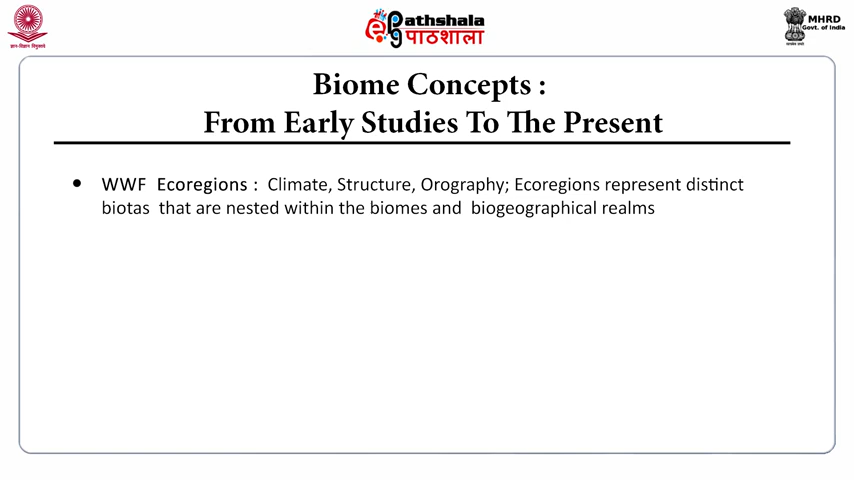 ePathshala
पाठशाला
MHRD
Govt. of India
Biome Concepts :
From Early Studies To The Present
• WWF Ecoregions : Climate, Structure, Orography; Ecoregions represent distinct
biotas that are nested within the biomes and biogeographical realms